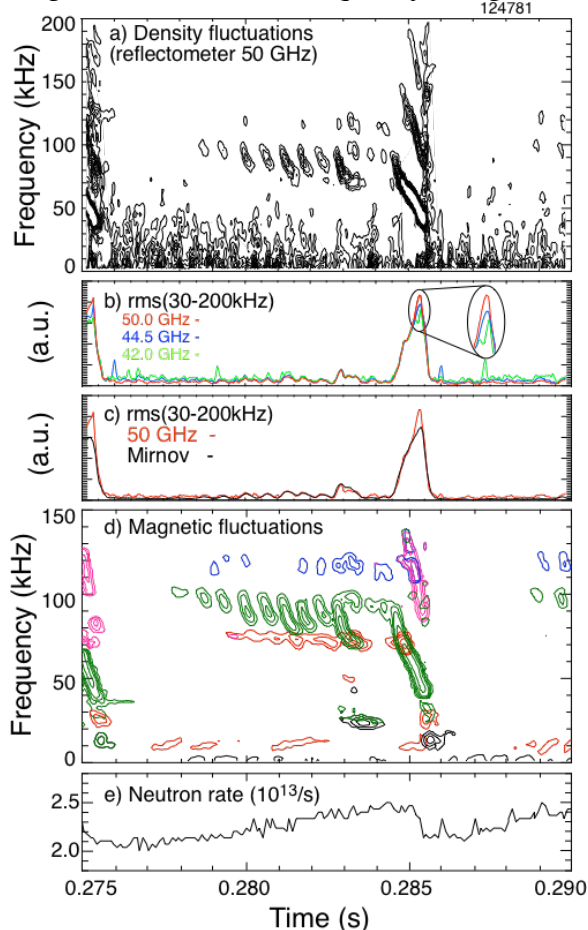 124781
200
a) Density fluctuations
(reflectometer 50 GHz)
150
100
50
0
Frequency (kHz)
b) rms(30-200kHz)
50.0 GHz -
44.5 GHz -
42.0 GHz -
(a.u.)
c) rms(30-200kHz)
50 GHz -
Mirnov -
(a.u.)
150
d) Magnetic fluctuations
100
50
0
Frequency (kHz)
e) Neutron rate (10¹³/s)
2.5
2.0
0.275 0.280 0.285 0.290
Time (s)